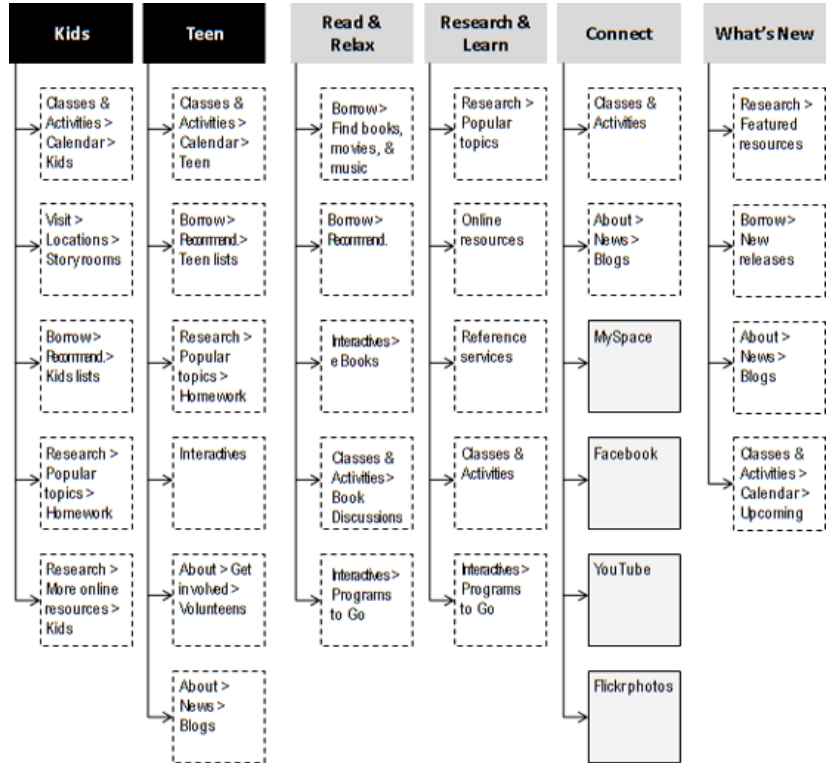 Kids
Classes &
Activities >
Calendar >
Kids
Visit >
Locations >
Storyrooms
Borrow >
Recommend. >
Kids lists
Research >
Popular
topics >
Homework
Research >
More online
resources >
Kids
Teen
Classes &
Activities >
Calendar >
Teen
Borrow >
Recommend. >
Teen lists
Research >
Popular
topics >
Homework
Interactives
About > Get
involved >
Volunteens
About >
News >
Blogs
Read &
Relax
Borrow >
Find books,
movies, &
music
Borrow >
Recommend.
Interactives >
e Books
Classes &
Activities >
Book
Discussions
Interactives >
Programs
to Go
Research &
Learn
Research >
Popular
topics
Online
resources
Reference
services
Classes &
Activities
Interactives >
Programs
to Go
Connect
Classes &
Activities
About >
News >
Blogs
MySpace
Facebook
YouTube
Flickr photos
What's New
Research >
Featured
resources
Borrow >
New
releases
About >
News >
Blogs
Classes &
Activities >
Calendar >
Upcoming